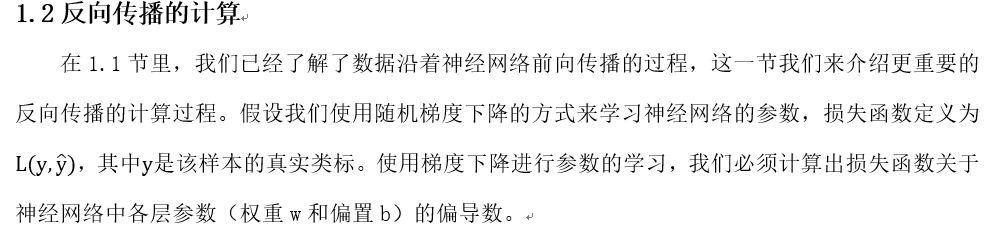 1.2 反向传播的计算
在 1.1 节里，我们已经了解了数据沿着神经网络前向传播的过程，这一节我们来介绍更重要的
反向传播的计算过程。假设我们使用随机梯度下降的方式来学习神经网络的参数，损失函数定义为
L(y,ŷ)，其中y是该样本的真实类标。使用梯度下降进行参数的学习，我们必须计算出损失函数关于
神经网络中各层参数（权重 w 和偏置 b）的偏导数。